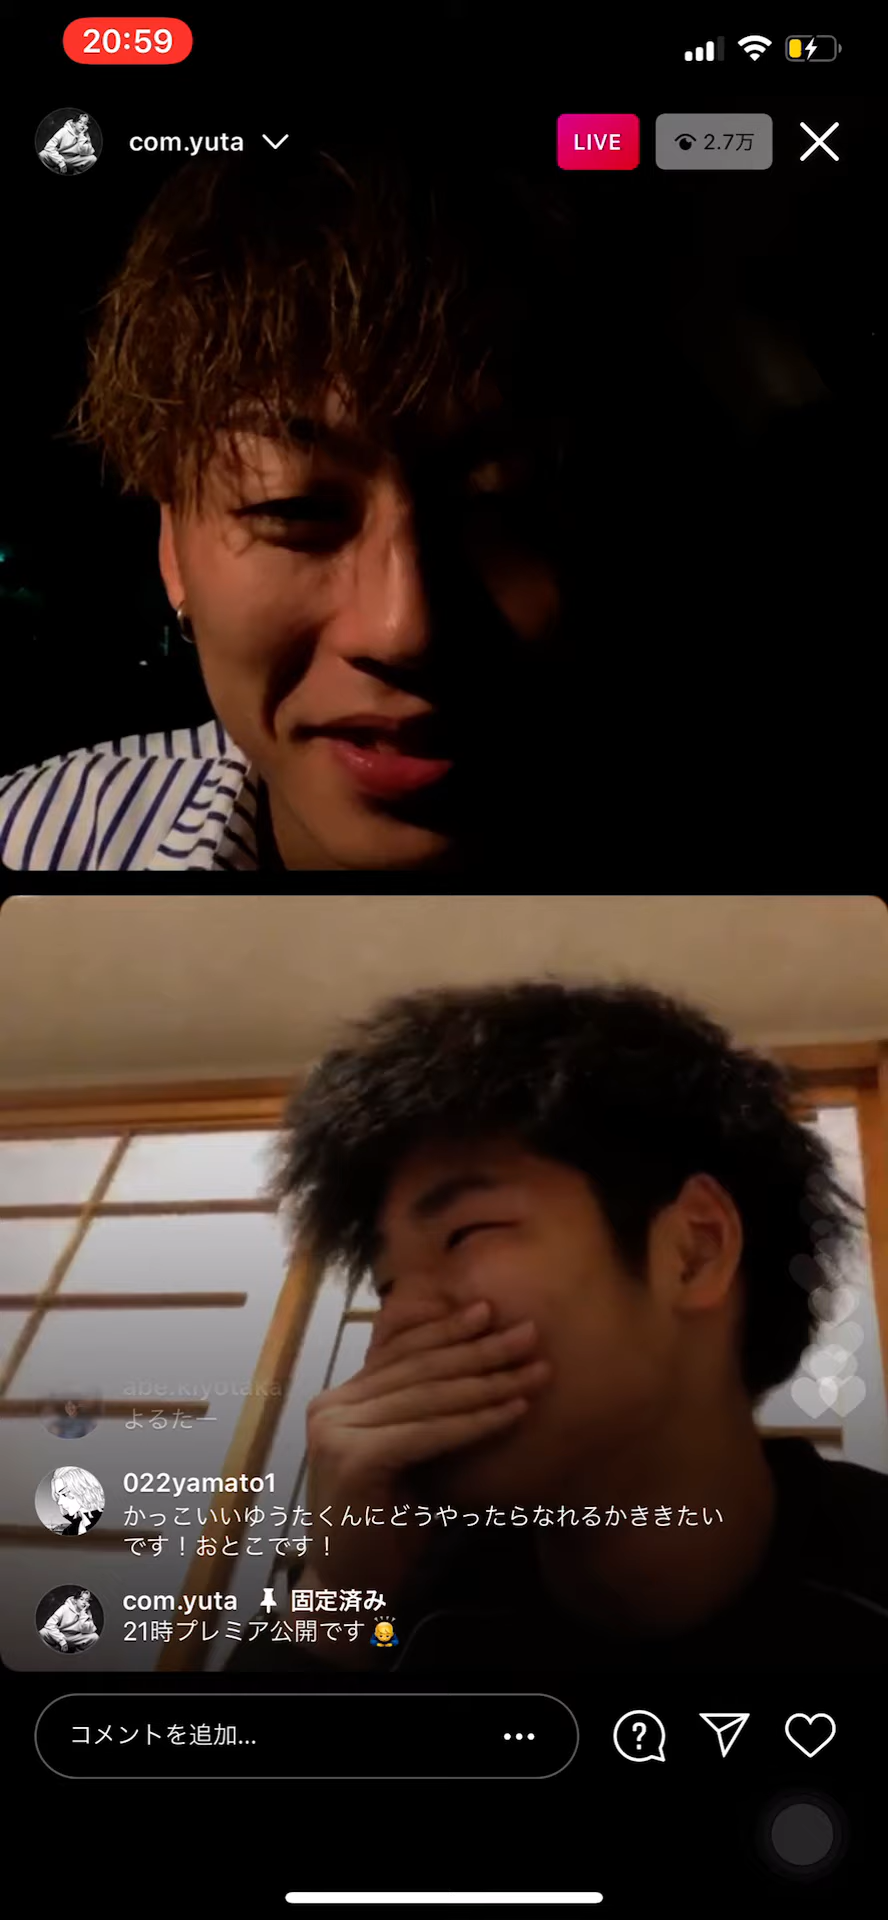 20:59
com.yuta
LIVE
2.7万
abe.kiyotaka
よるたー
022yamato1
かっこいいゆうたくんにどうやったらなれるかききたい
です！おとこです！
com.yuta 固定済み
21時プレミア公開です🙇
コメントを追加...